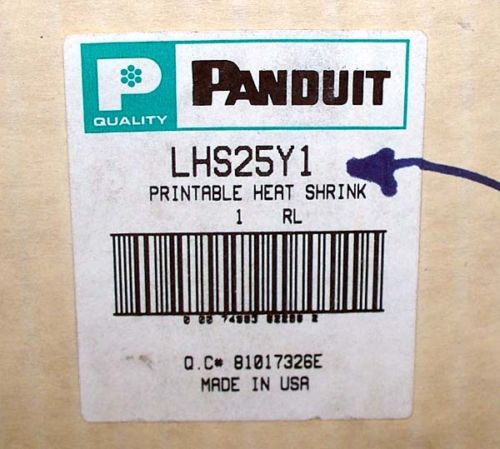 P
QUALITY
PANDUIT
LHS25Y1
PRINTABLE HEAT SHRINK
1 RL
Q.C# 81017326E
MADE IN USA